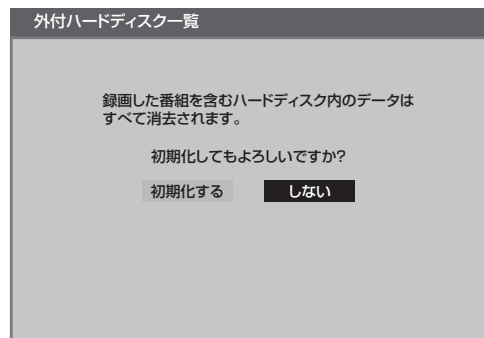 外付ハードディスク一覧
録画した番組を含むハードディスク内のデータは
すべて消去されます。
初期化してもよろしいですか?
初期化する しない